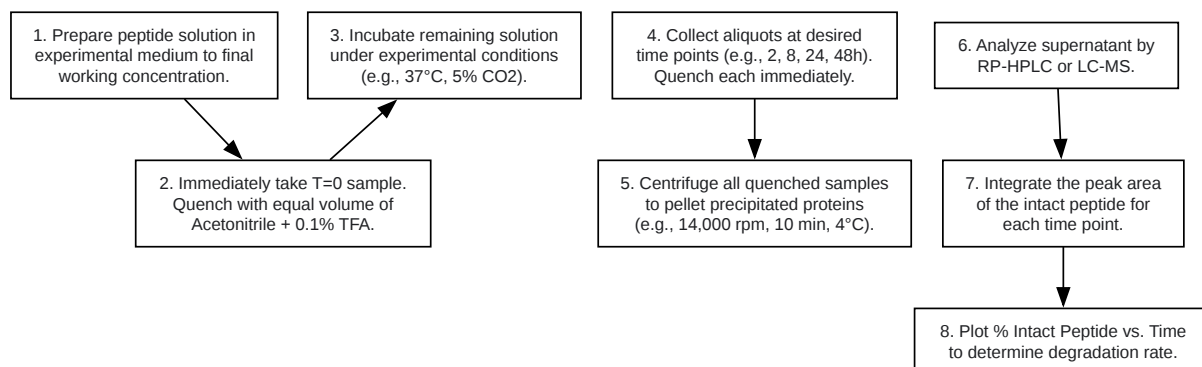 1. Prepare peptide solution in
experimental medium to final
working concentration.
2. Immediately take T=0 sample.
Quench with equal volume of
Acetonitrile + 0.1% TFA.
3. Incubate remaining solution
under experimental conditions
(e.g., 37°C, 5% CO2).
4. Collect aliquots at desired
time points (e.g., 2, 8, 24, 48h).
Quench each immediately.
5. Centrifuge all quenched samples
to pellet precipitated proteins
(e.g., 14,000 rpm, 10 min, 4°C).
6. Analyze supernatant by
RP-HPLC or LC-MS.
7. Integrate the peak area
of the intact peptide for
each time point.
8. Plot % Intact Peptide vs. Time
to determine degradation rate.